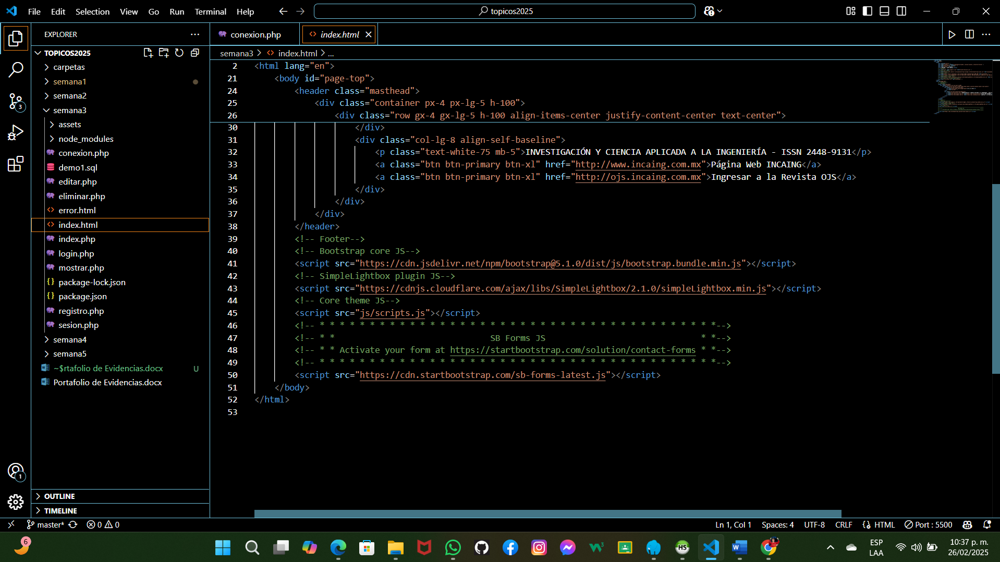 File Edit Selection View Go Run Terminal Help
topicos2025
EXPLORER
conexion.php
index.html
TOPICOS2025
semana3 > index.html > ...
carpetas
semana1
semana2
semana3
assets
node_modules
conexion.php
demo1.sql
editar.php
eliminar.php
error.html
index.html
index.php
login.php
mostrar.php
package-lock.json
package.json
registro.php
sesion.php
semana4
semana5
~$rtafolio de Evidencias.docx U
Portafolio de Evidencias.docx
OUTLINE
TIMELINE
2 <html lang="en">
21 <body id="page-top">
24 <header class="masthead">
25 <div class="container px-4 px-lg-5 h-100">
26 <div class="row gx-4 gx-lg-5 h-100 align-items-center justify-content-center text-center">
30 </div>
31 <div class="col-lg-8 align-self-baseline">
32 <p class="text-white-75 mb-5">INVESTIGACIÓN Y CIENCIA APLICADA A LA INGENIERÍA - ISSN 2448-9131</p>
33 <a class="btn btn-primary btn-xl" href="http://www.incaing.com.mx">Página Web INCAING</a>
34 <a class="btn btn-primary btn-xl" href="http://ojs.incaing.com.mx">Ingresar a la Revista OJS</a>
35 </div>
36 </div>
37 </div>
38 </header>
39 <!-- Footer-->
40 <!-- Bootstrap core JS-->
41 <script src="https://cdn.jsdelivr.net/npm/bootstrap@5.1.0/dist/js/bootstrap.bundle.min.js"></script>
42 <!-- SimpleLightbox plugin JS-->
43 <script src="https://cdnjs.cloudflare.com/ajax/libs/SimpleLightbox/2.1.0/simpleLightbox.min.js"></script>
44 <!-- Core theme JS-->
45 <script src="js/scripts.js"></script>
46 <!-- * * * * * * * * * * * * * * * * * * * * * * * * * * * * * * * * * * * * * * * *-->
47 <!-- * * SB Forms JS * *-->
48 <!-- * * Activate your form at https://startbootstrap.com/solution/contact-forms * *-->
49 <!-- * * * * * * * * * * * * * * * * * * * * * * * * * * * * * * * * * * * * * * * *-->
50 <script src="https://cdn.startbootstrap.com/sb-forms-latest.js"></script>
51 </body>
52 </html>
53
3
1
master* 0 0
Ln 1, Col 1 Spaces: 4 UTF-8 CRLF HTML Port : 5500
6
HS
ESP
LAA
10:37 p. m.
26/02/2025